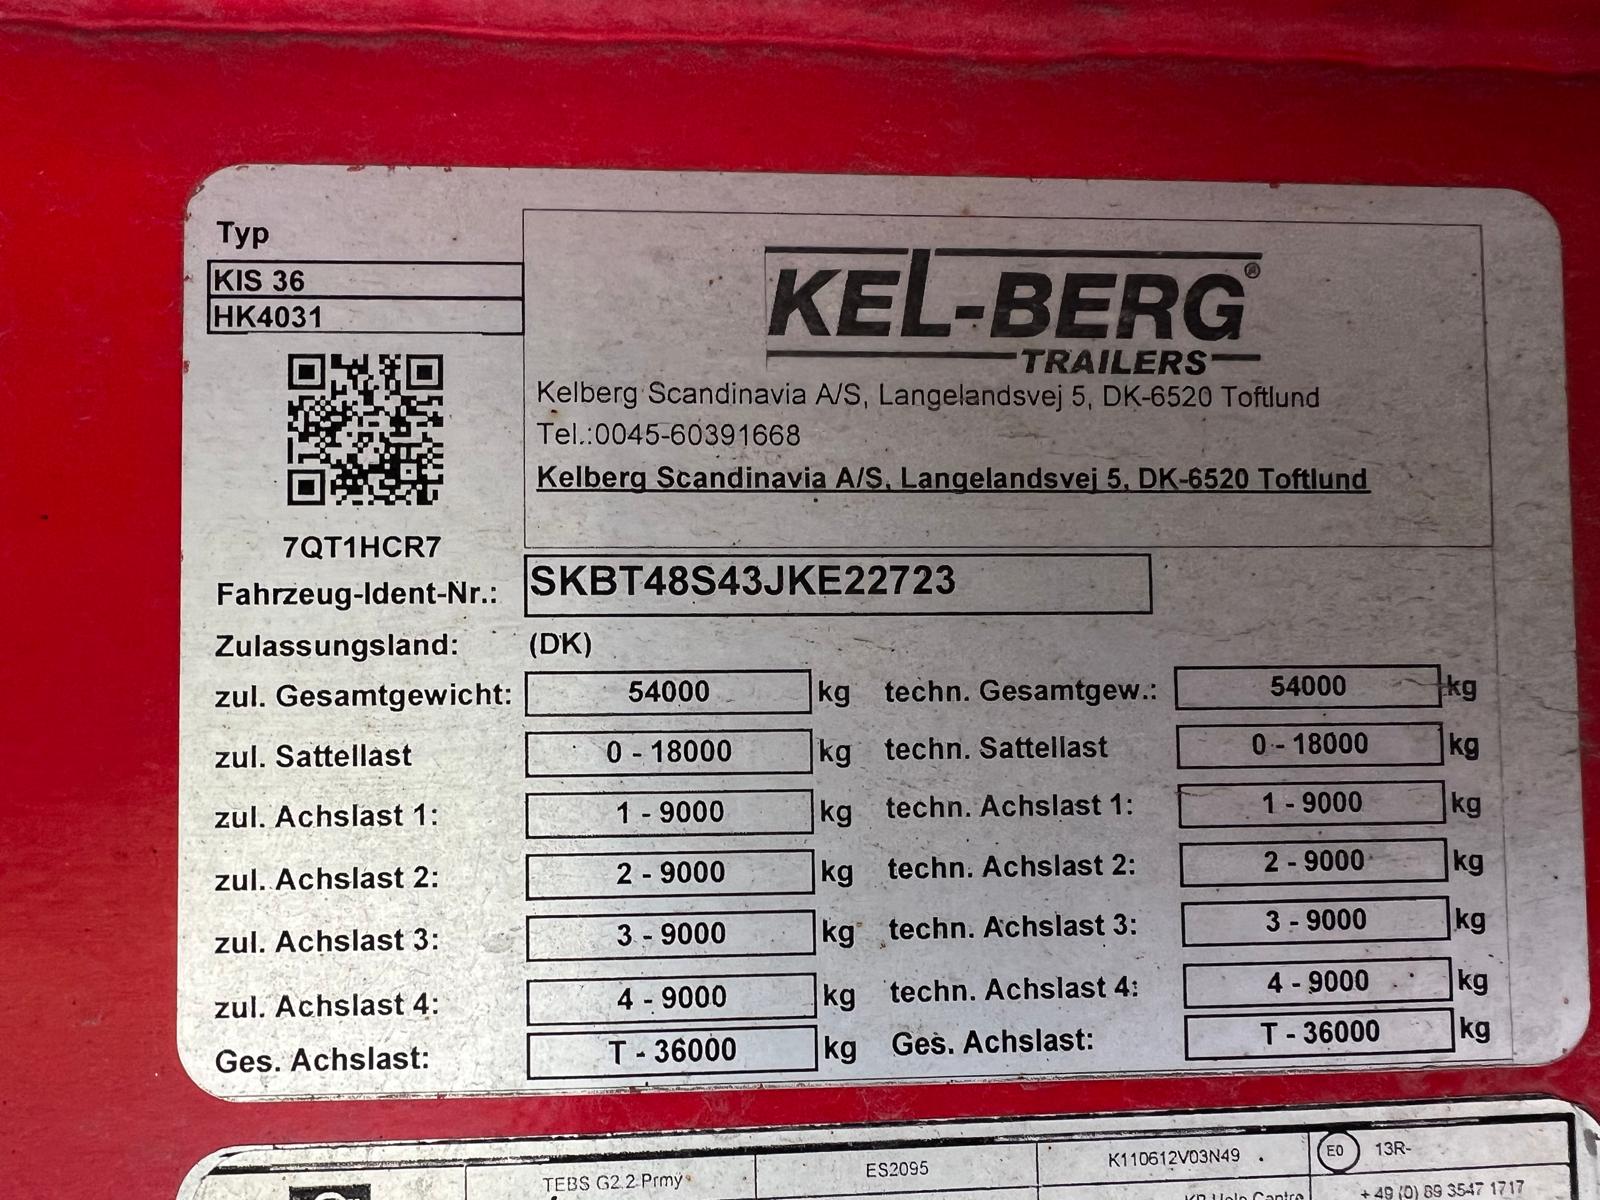 Typ
KIS 36
HK4031
KEL-BERG®
TRAILERS
Kelberg Scandinavia A/S, Langelandsvej 5, DK-6520 Toftlund
Tel.:0045-60391668
Kelberg Scandinavia A/S, Langelandsvej 5, DK-6520 Toftlund
7QT1HCR7
Fahrzeug-Ident-Nr.: SKBT48S43JKE22723
Zulassungsland: (DK)
zul. Gesamtgewicht: 54000 kg techn. Gesamtgew.: 54000 kg
zul. Sattellast 0 - 18000 kg techn. Sattellast 0 - 18000 kg
zul. Achslast 1: 1 - 9000 kg techn. Achslast 1: 1 - 9000 kg
zul. Achslast 2: 2 - 9000 kg techn. Achslast 2: 2 - 9000 kg
zul. Achslast 3: 3 - 9000 kg techn. Achslast 3: 3 - 9000 kg
zul. Achslast 4: 4 - 9000 kg techn. Achslast 4: 4 - 9000 kg
Ges. Achslast: T - 36000 kg Ges. Achslast: T - 36000 kg
TEBS G2.2 Prmy ES2095 K110612V03N49 E0 13R-
+49 (0) 89 3547 1717